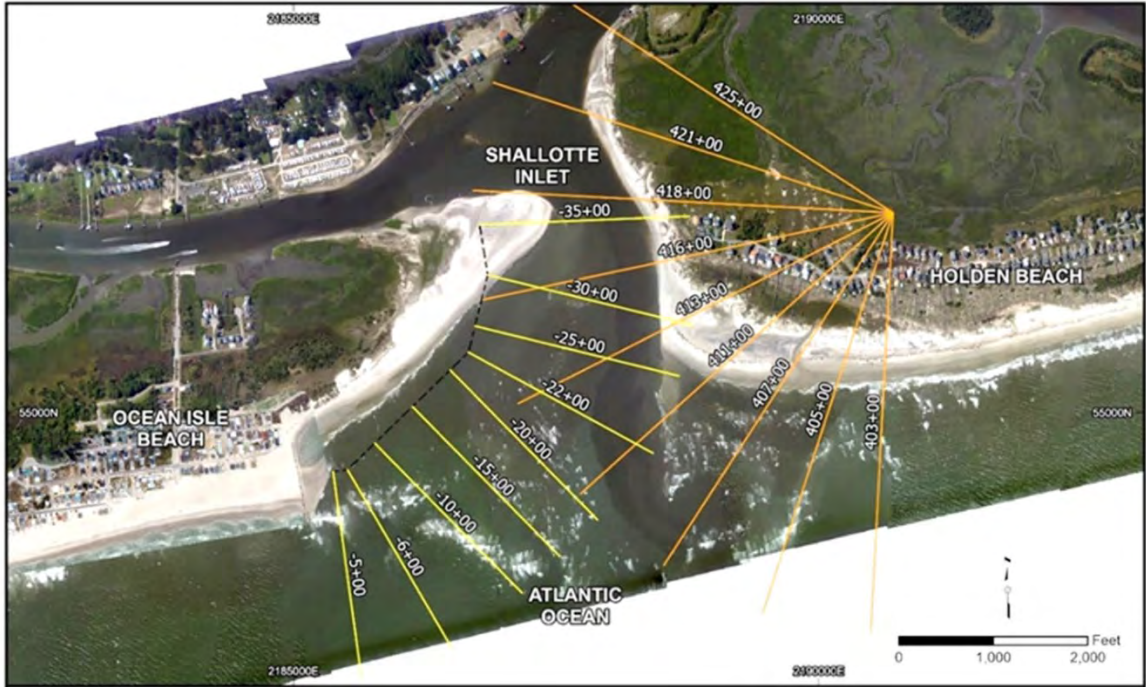 2185000E
2190000E
425+00
421+00
SHALLOTTE
INLET
418+00
-35+00
416+00
HOLDEN BEACH
-30+00
413+00
-25+00
411+00
-22+00
407+00
405+00
403+00
55000N
55000N
OCEAN ISLE
BEACH
-20+00
-15+00
-10+00
-6+00
-5+00
ATLANTIC
OCEAN
Feet
0 1,000 2,000
2185000E
2190000E